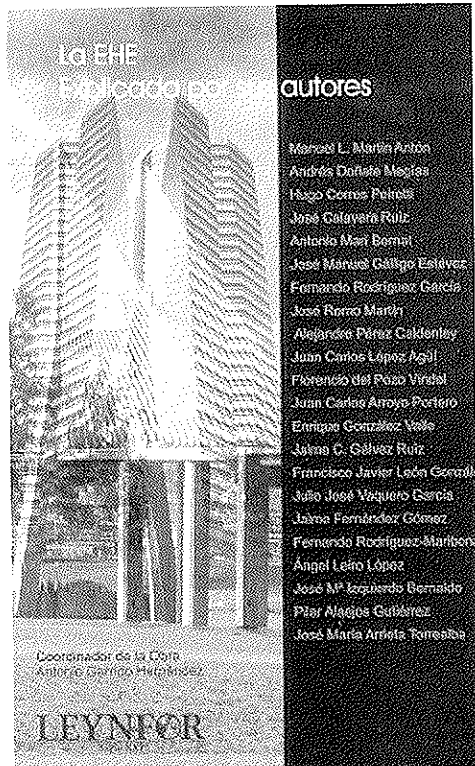 La EHE
Explicada por sus autores
Manuel L. Martín Antón
Andrés Doñate Megías
Hugo Corres Peiretti
José Calavera Ruiz
Antonio Marí Bernat
José Manuel Gálligo Estévez
Fernando Rodríguez García
José Romo Martín
Alejandro Pérez Caldentey
Juan Carlos López Agüí
Florencio del Pozo Vindel
Juan Carlos Arroyo Portero
Enrique González Valle
Jaime C. Gálvez Ruiz
Francisco Javier León
Julio José Vaquero García
Jaime Fernández Gómez
Fernando Rodríguez-Maribona
Ángel Leiro López
José Mª Izquierdo Bernaldo
Pilar Alaejos Gutiérrez
José María Arrieta Torrealba
Coordinador de la Obra
Antonio Garrido Hernández
LEYNFOR